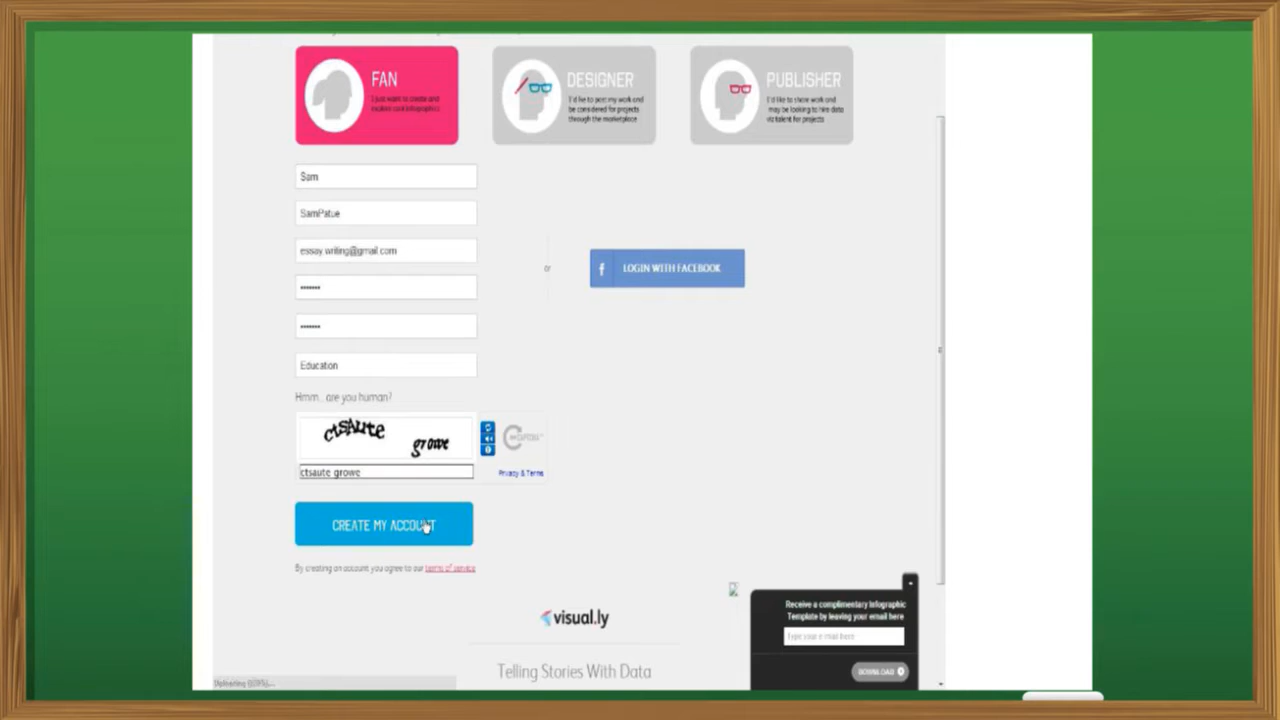 FAN
I just want to create and
explore cool infographics
DESIGNER
I'd like to post my work and
be considered for projects
through the marketplace
PUBLISHER
I'd like to share work and
may be looking to hire data
viz talent for projects
Sam
SamPatue
essay.writing@gmail.com
•••••••
•••••••
Education
or
LOGIN WITH FACEBOOK
Hmm.. are you human?
ctsAute growe
ctsaute growe
Privacy & Terms
CREATE MY ACCOUNT
By creating an account you agree to our terms of service
visual.ly
Telling Stories With Data
Receive a complimentary Infographic
Template by leaving your email here
Type your e-mail here
DOWNLOAD